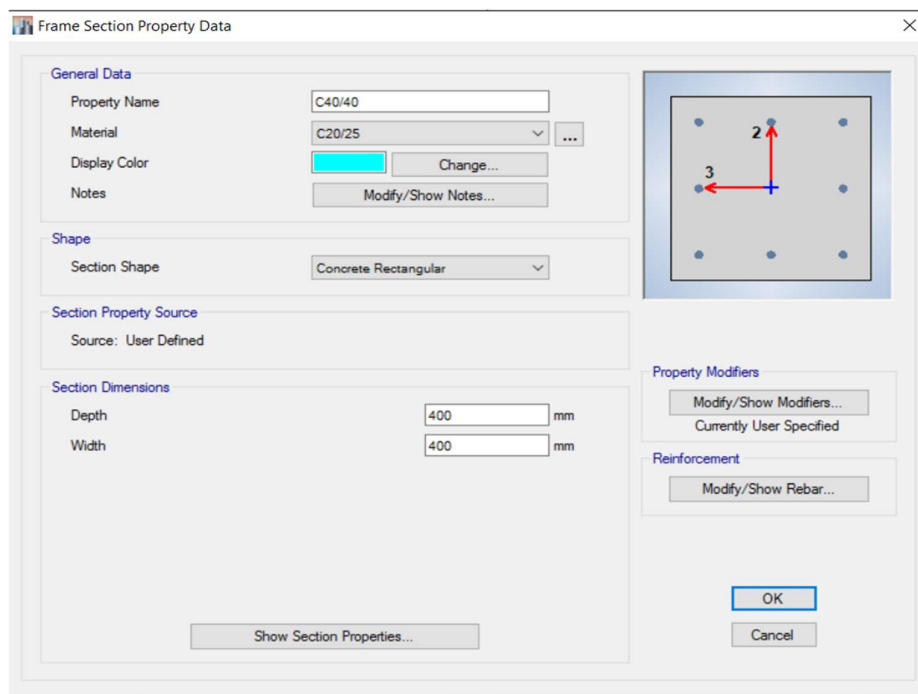 Frame Section Property Data
General Data
Property Name C40/40
Material C20/25 ...
Display Color Change...
Notes Modify/Show Notes...
Shape
Section Shape Concrete Rectangular
Section Property Source
Source: User Defined
Section Dimensions
Depth 400 mm
Width 400 mm
Show Section Properties...
2
3
Property Modifiers
Modify/Show Modifiers...
Currently User Specified
Reinforcement
Modify/Show Rebar...
OK
Cancel